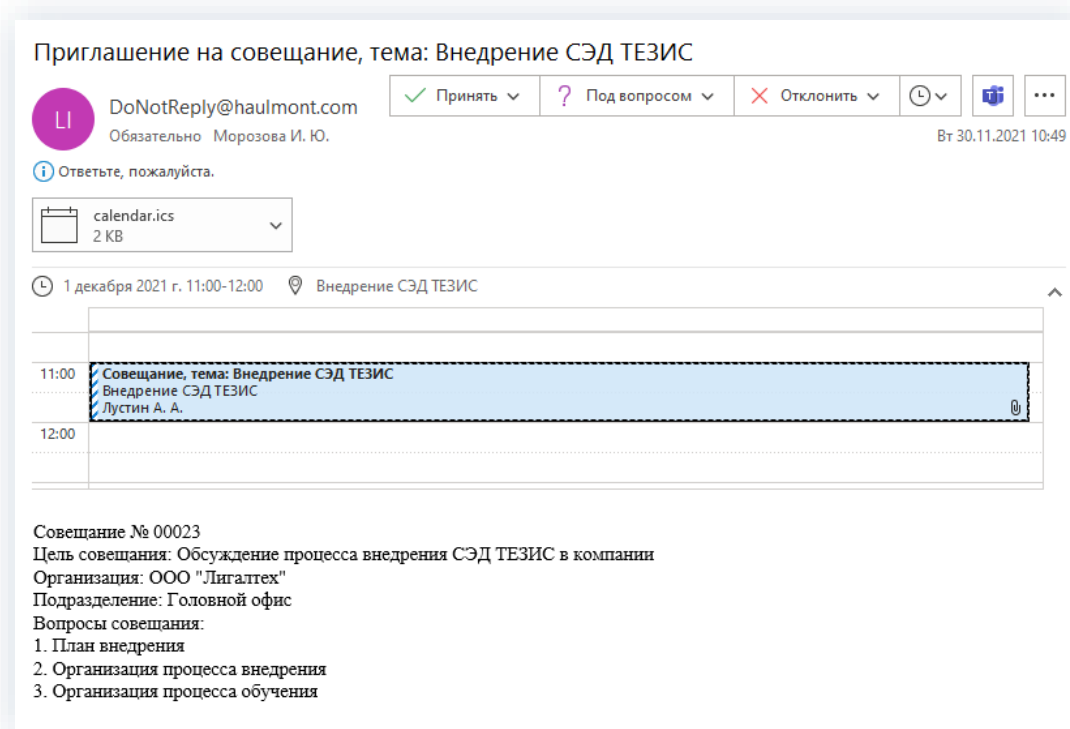 Приглашение на совещание, тема: Внедрение СЭД ТЕЗИС
LI
DoNotReply@haulmont.com
Принять
Под вопросом
Отклонить
Обязательно Морозова И. Ю.
Вт 30.11.2021 10:49
Ответьте, пожалуйста.
calendar.ics
2 KB
1 декабря 2021 г. 11:00-12:00 Внедрение СЭД ТЕЗИС
11:00
Совещание, тема: Внедрение СЭД ТЕЗИС
Внедрение СЭД ТЕЗИС
Лустин А. А.
12:00
Совещание № 00023
Цель совещания: Обсуждение процесса внедрения СЭД ТЕЗИС в компании
Организация: ООО "Лигалтех"
Подразделение: Головной офис
Вопросы совещания:
1. План внедрения
2. Организация процесса внедрения
3. Организация процесса обучения